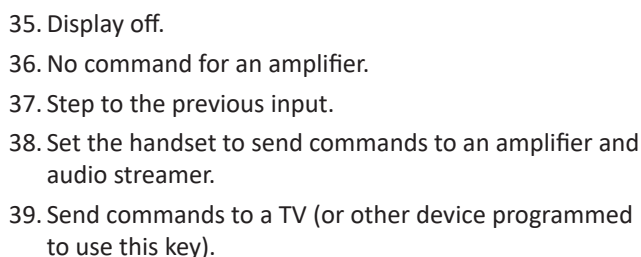 35. Display off.
36. No command for an amplifier.
37. Step to the previous input.
38. Set the handset to send commands to an amplifier and
audio streamer.
39. Send commands to a TV (or other device programmed
to use this key).